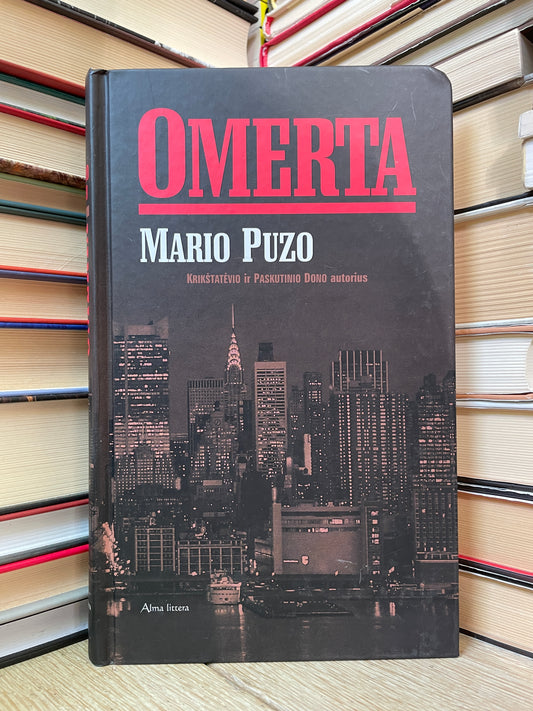 OMERTA
MARIO PUZO
KRIKŠTATĖVIO ir PASKUTINIO DONO autorius
Alma littera